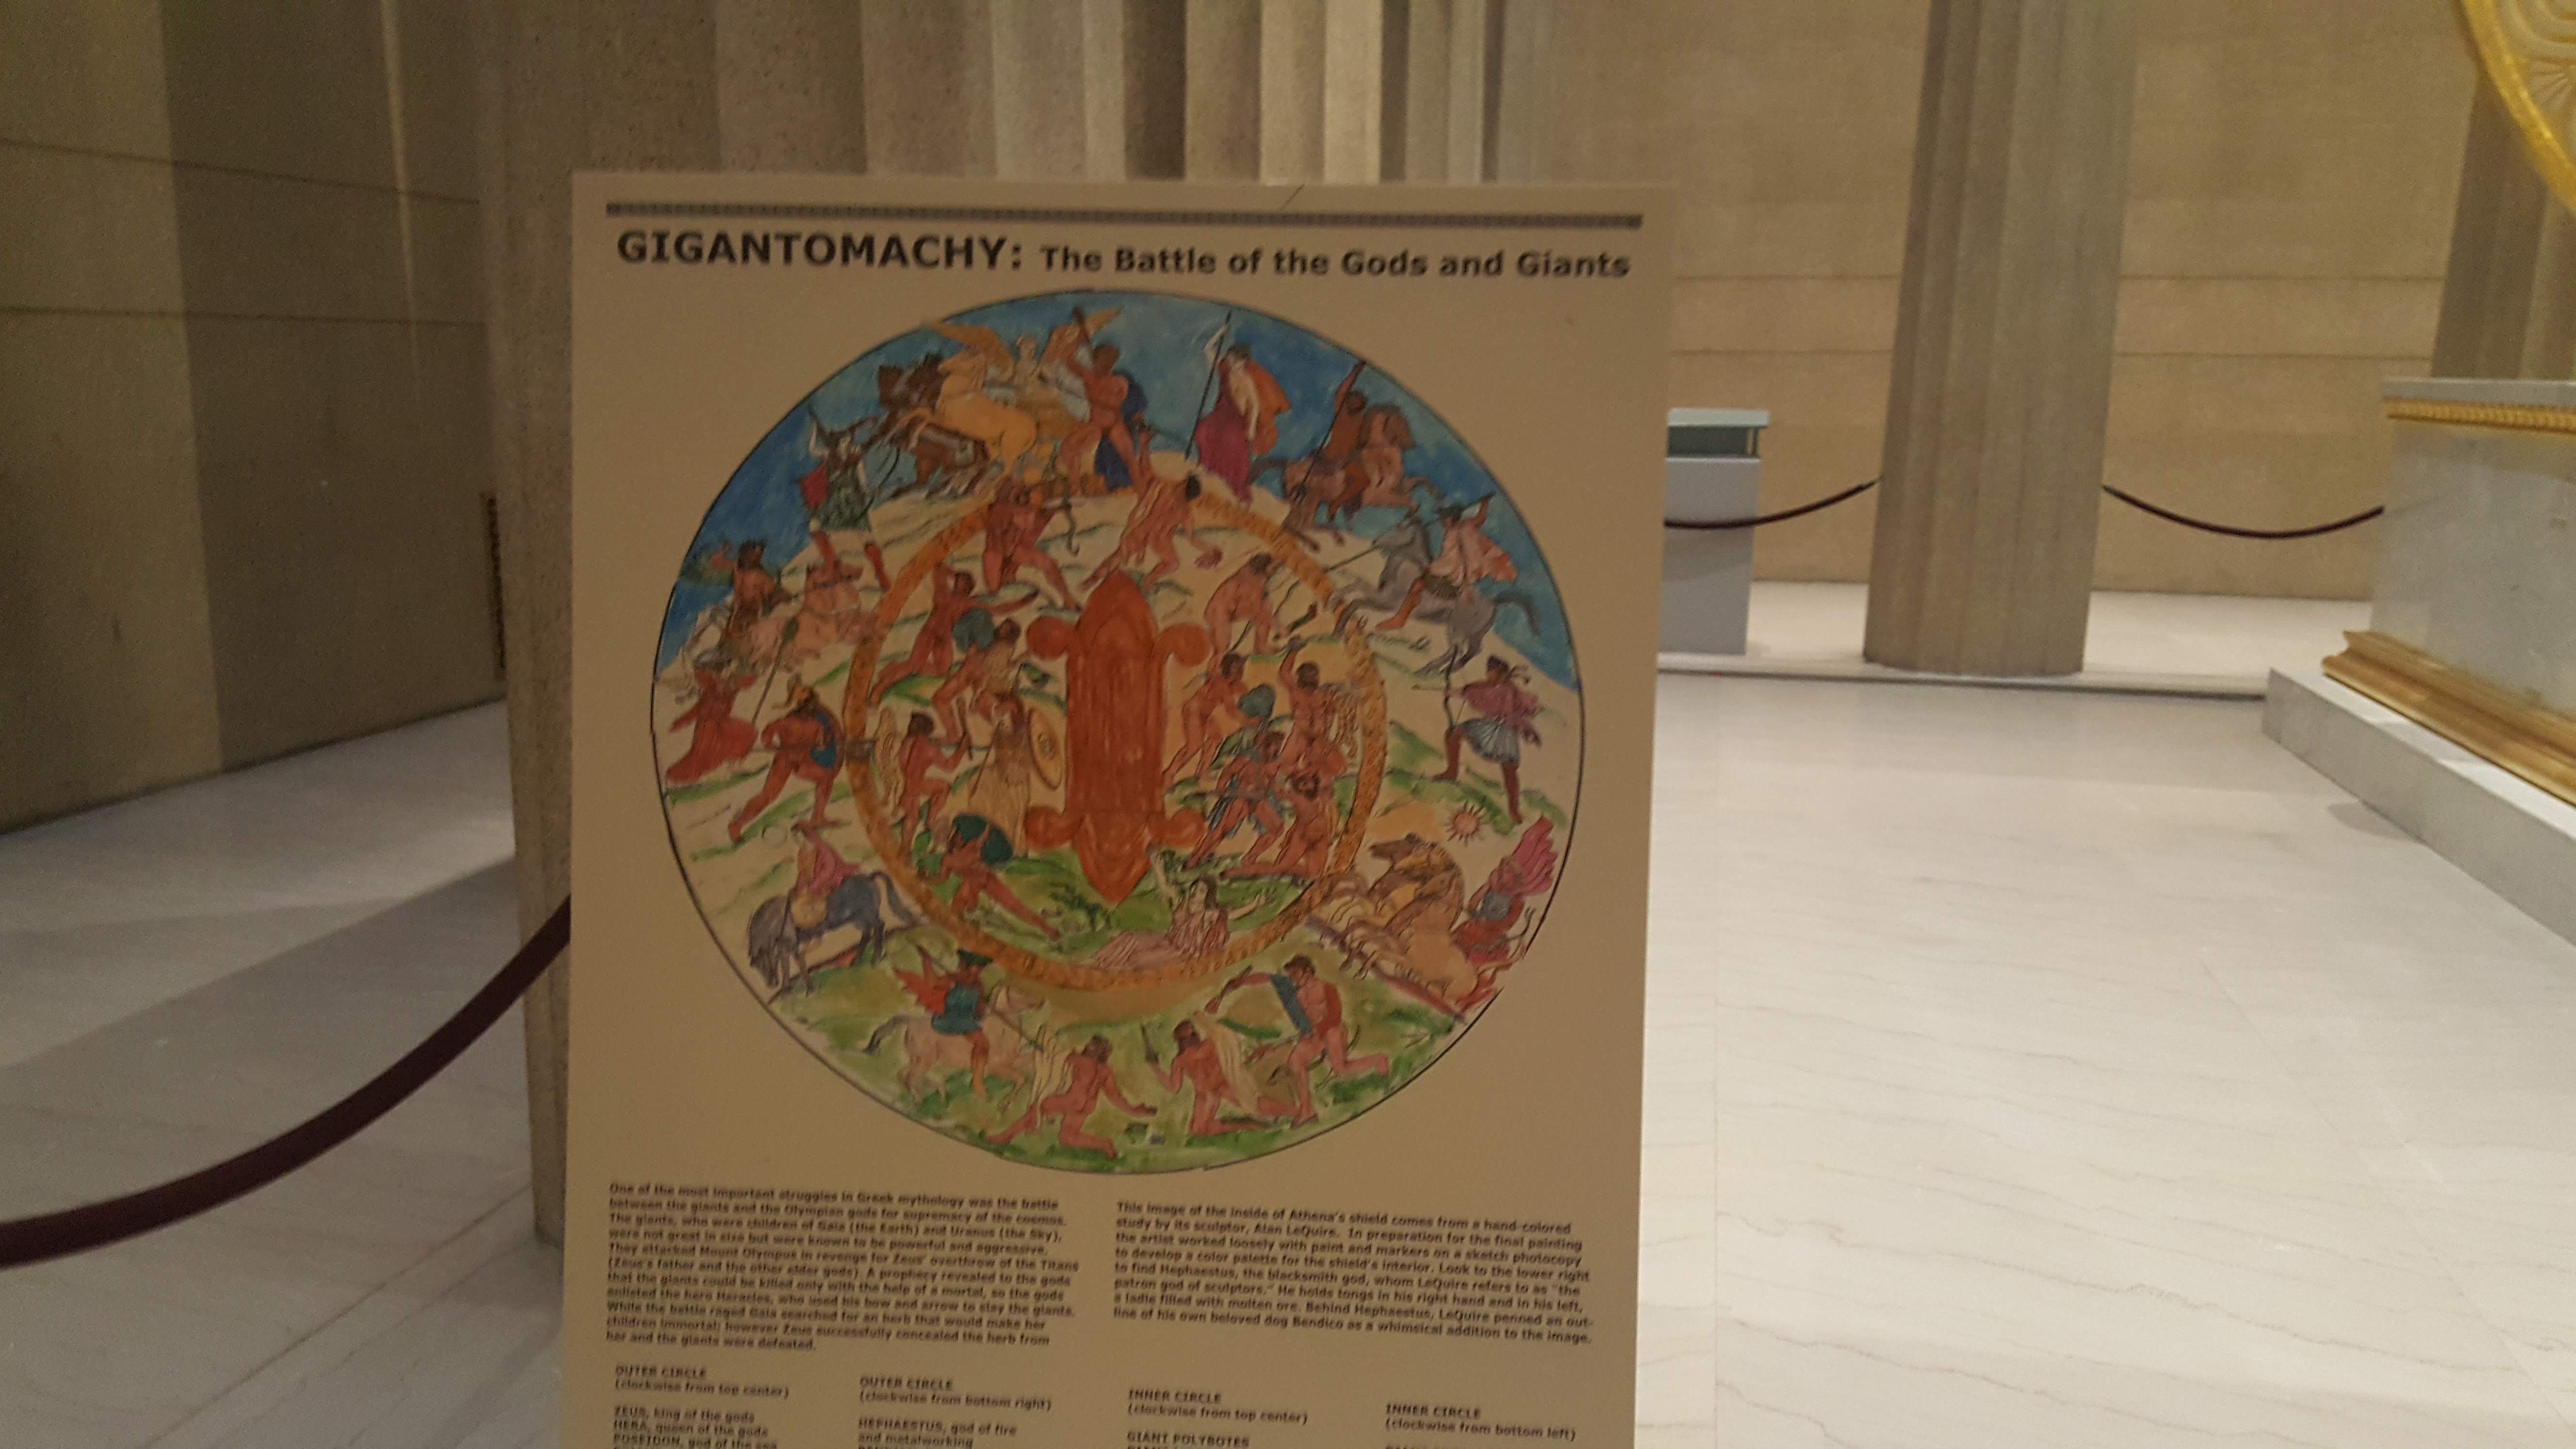 GIGANTOMACHY: The Battle of the Gods and Giants
One of the most important struggles in Greek mythology was the battle
between the giants and the Olympian gods for supremacy of the cosmos.
The giants, who were children of Gaia (the Earth) and Uranus (the Sky),
were not great in size but were known to be powerful and aggressive.
They attacked Mount Olympus in revenge for Zeus' overthrow of the Titans
(Zeus's father and the other elder gods). A prophecy revealed to the gods
that the giants could be killed only with the help of a mortal, so the gods
enlisted the hero Heracles, who used his bow and arrow to slay the giants.
While the battle raged Gaia searched for an herb that would make her
children immortal; however Zeus successfully concealed the herb from
her and the giants were defeated.
This image of the inside of Athena's shield comes from a hand-colored
study by its sculptor, Alan LeQuire. In preparation for the final painting
the artist worked loosely with paint and markers on a sketch photocopy
to develop a color palette for the shield's interior. Look to the lower right
to find Hephaestus, the blacksmith god, whom LeQuire refers to as "the
patron god of sculptors." He holds tongs in his right hand and in his left,
a ladle filled with molten ore. Behind Hephaestus, LeQuire penned an out-
line of his own beloved dog Bendico as a whimsical addition to the image.
OUTER CIRCLE
(clockwise from top center)
ZEUS, king of the gods
HERA, queen of the gods
POSEIDON, god of the sea
OUTER CIRCLE
(clockwise from bottom right)
HEPHAESTUS, god of fire
and metalworking
INNER CIRCLE
(clockwise from top center)
GIANT POLYBOTES
INNER CIRCLE
(clockwise from bottom left)